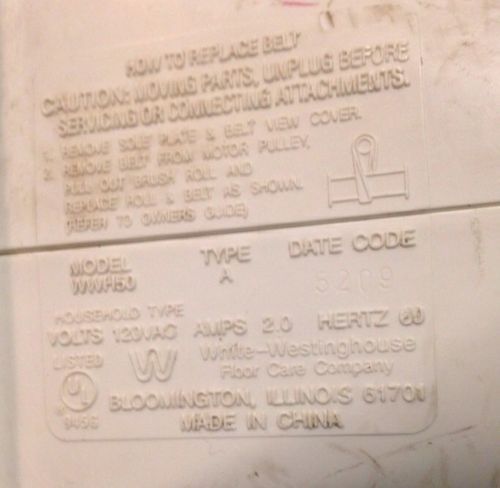 HOW TO REPLACE BELT
CAUTION: MOVING PARTS, UNPLUG BEFORE
SERVICING OR CONNECTING ATTACHMENTS.
1. REMOVE SOLE PLATE & BELT VIEW COVER.
2. REMOVE BELT FROM MOTOR PULLEY,
PULL OUT BRUSH ROLL AND
REPLACE ROLL & BELT AS SHOWN.
(REFER TO OWNERS GUIDE)
MODEL TYPE DATE CODE
WWH50 A 5209
HOUSEHOLD TYPE
VOLTS 120VAC AMPS 2.0 HERTZ 60
LISTED W White-Westinghouse
UL Floor Care Company
945G BLOOMINGTON, ILLINOIS 61701
MADE IN CHINA